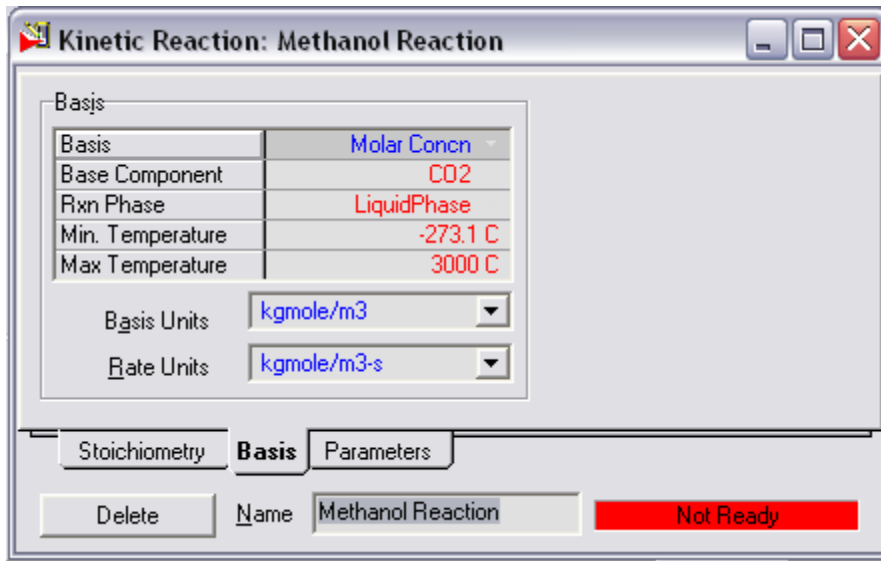 Kinetic Reaction: Methanol Reaction
Basis
Basis Molar Concn
Base Component CO2
Rxn Phase LiquidPhase
Min. Temperature -273.1 C
Max Temperature 3000 C
Basis Units kgmole/m3
Rate Units kgmole/m3-s
Stoichiometry Basis Parameters
Delete Name Methanol Reaction Not Ready